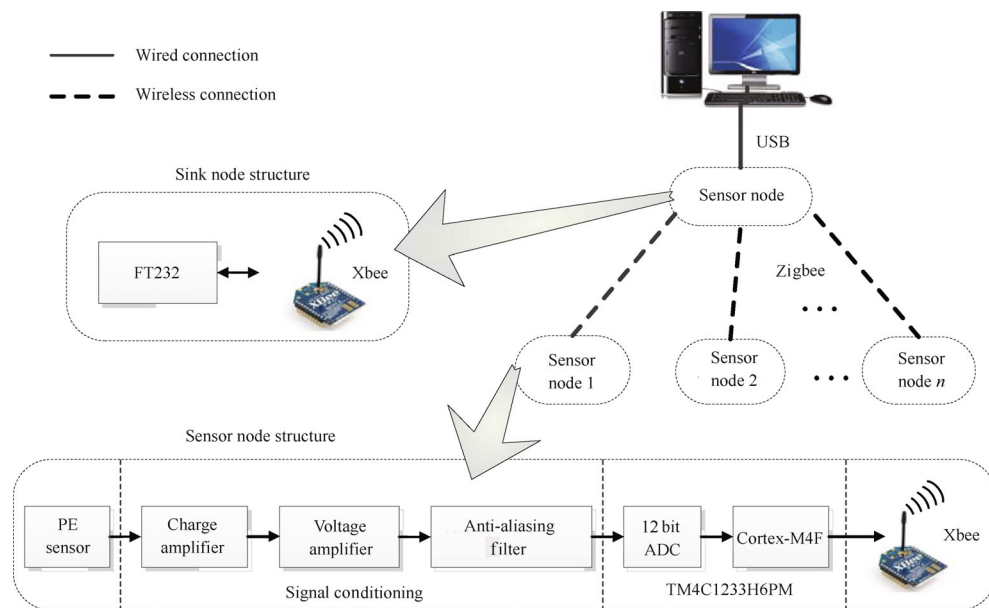 Wired connection
Wireless connection
USB
Sink node structure
Sensor node
FT232
Xbee
XBee
Zigbee
...
Sensor
node 1
Sensor
node 2
...
Sensor
node n
Sensor node structure
PE
sensor
Charge
amplifier
Voltage
amplifier
Anti-aliasing
filter
12 bit
ADC
Cortex-M4F
Xbee
Signal conditioning
TM4C1233H6PM